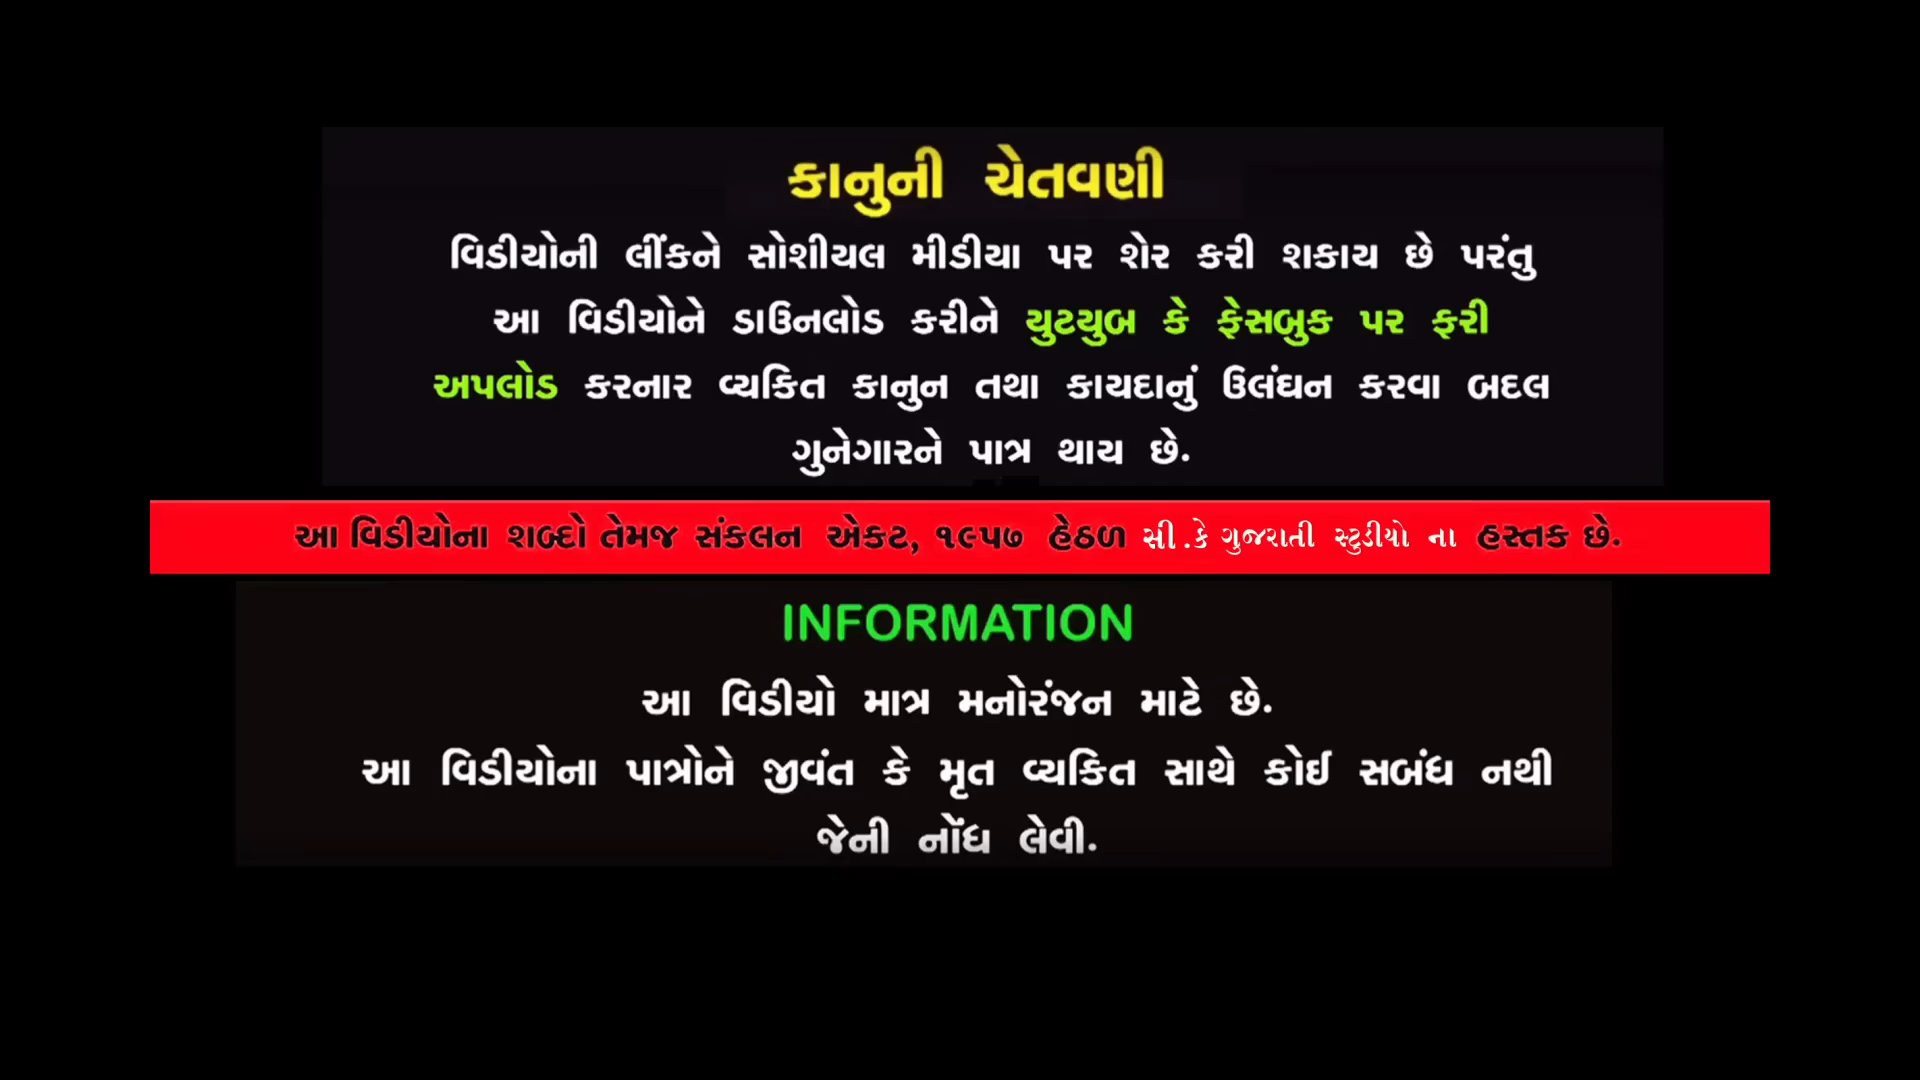 કાનુની ચેતવણી
વિડીયોની લીંકને સોશીયલ મીડીયા પર શેર કરી શકાય છે પરંતુ
આ વિડીયોને ડાઉનલોડ કરીને યુટયુબ કે ફેસબુક પર ફરી
અપલોડ કરનાર વ્યકિત કાનુન તથા કાયદાનું ઉલંઘન કરવા બદલ
ગુનેગારને પાત્ર થાય છે.
આ વિડીયોના શબ્દો તેમજ સંકલન એકટ, ૧૯૫૭ હેઠળ સી.કે ગુજરાતી સ્ટુડીયો ના હસ્તક છે.
INFORMATION
આ વિડીયો માત્ર મનોરંજન માટે છે.
આ વિડીયોના પાત્રોને જીવંત કે મૃત વ્યકિત સાથે કોઈ સબંધ નથી
જેની નોંધ લેવી.